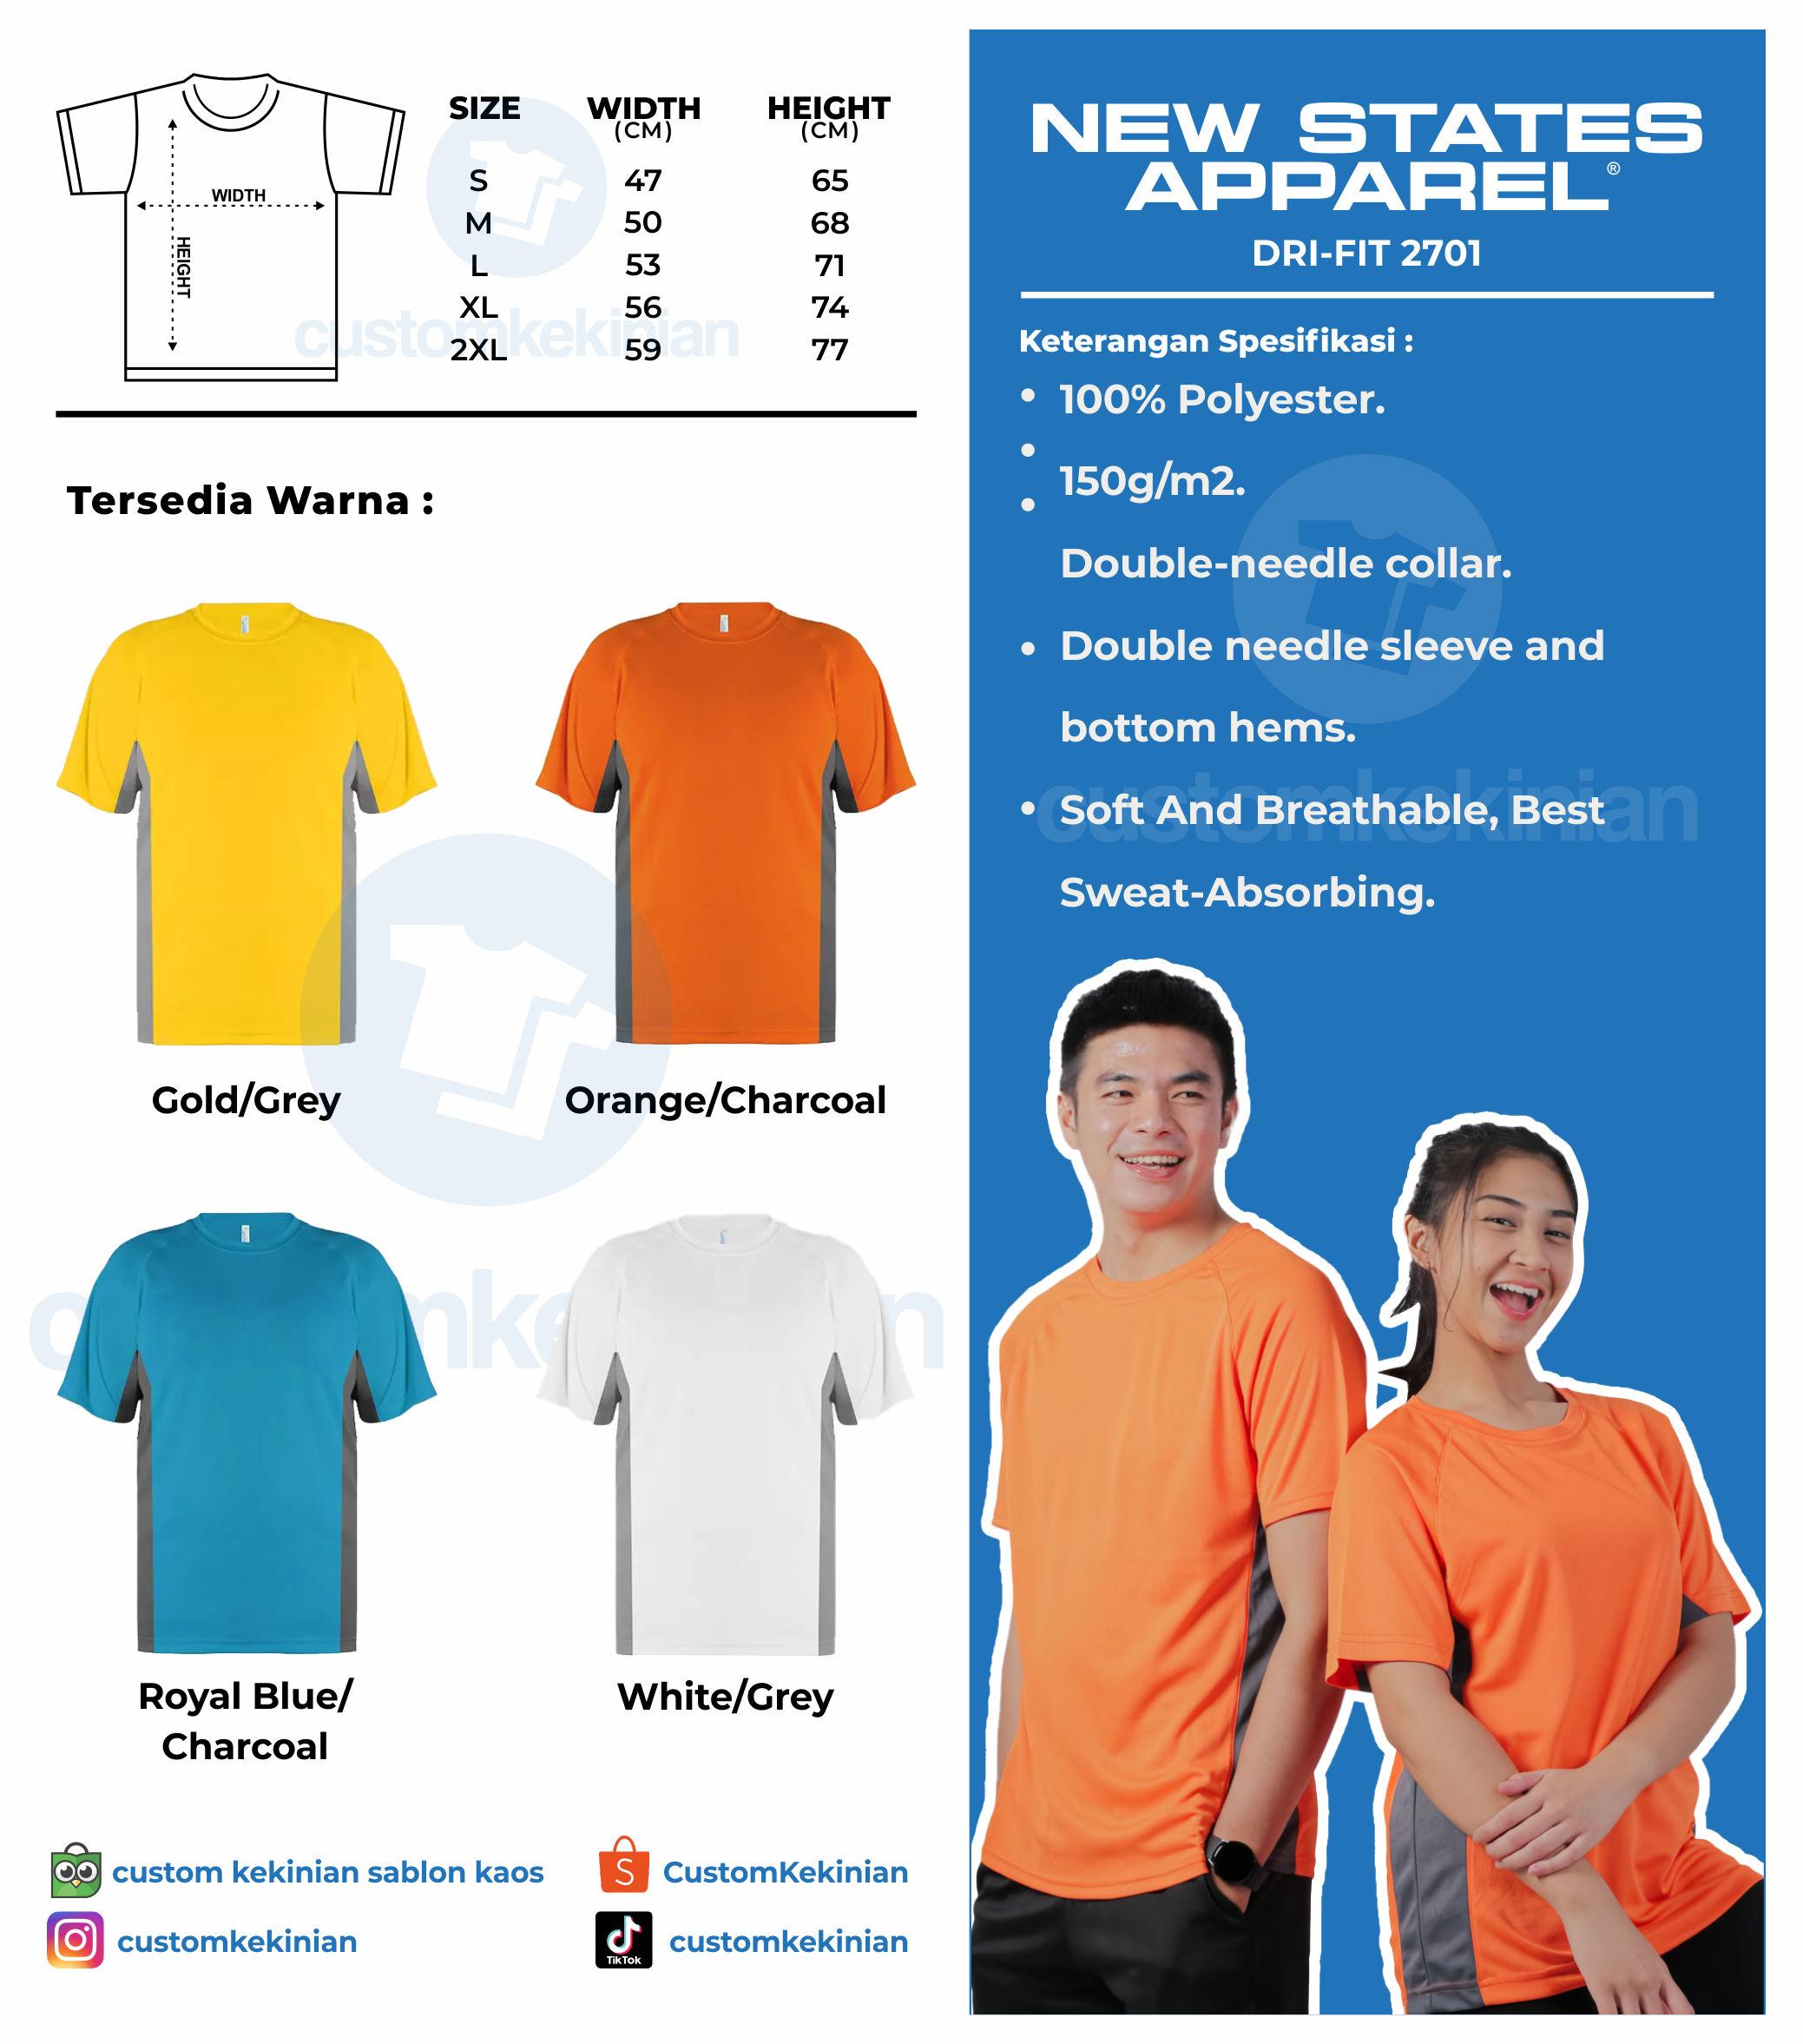 WIDTH
HEIGHT
SIZE WIDTH HEIGHT
(CM) (CM)
S 47 65
M 50 68
L 53 71
XL 56 74
2XL 59 77
customkekinian
Tersedia Warna :
Gold/Grey
Orange/Charcoal
customkekinian
Royal Blue/
Charcoal
White/Grey
custom kekinian sablon kaos
CustomKekinian
customkekinian
TikTok
customkekinian
NEW STATES
APPAREL®
DRI-FIT 2701
Keterangan Spesifikasi :
• 100% Polyester.
• 150g/m2.
• Double-needle collar.
• Double needle sleeve and
bottom hems.
• Soft And Breathable, Best
Sweat-Absorbing.
customkekinian